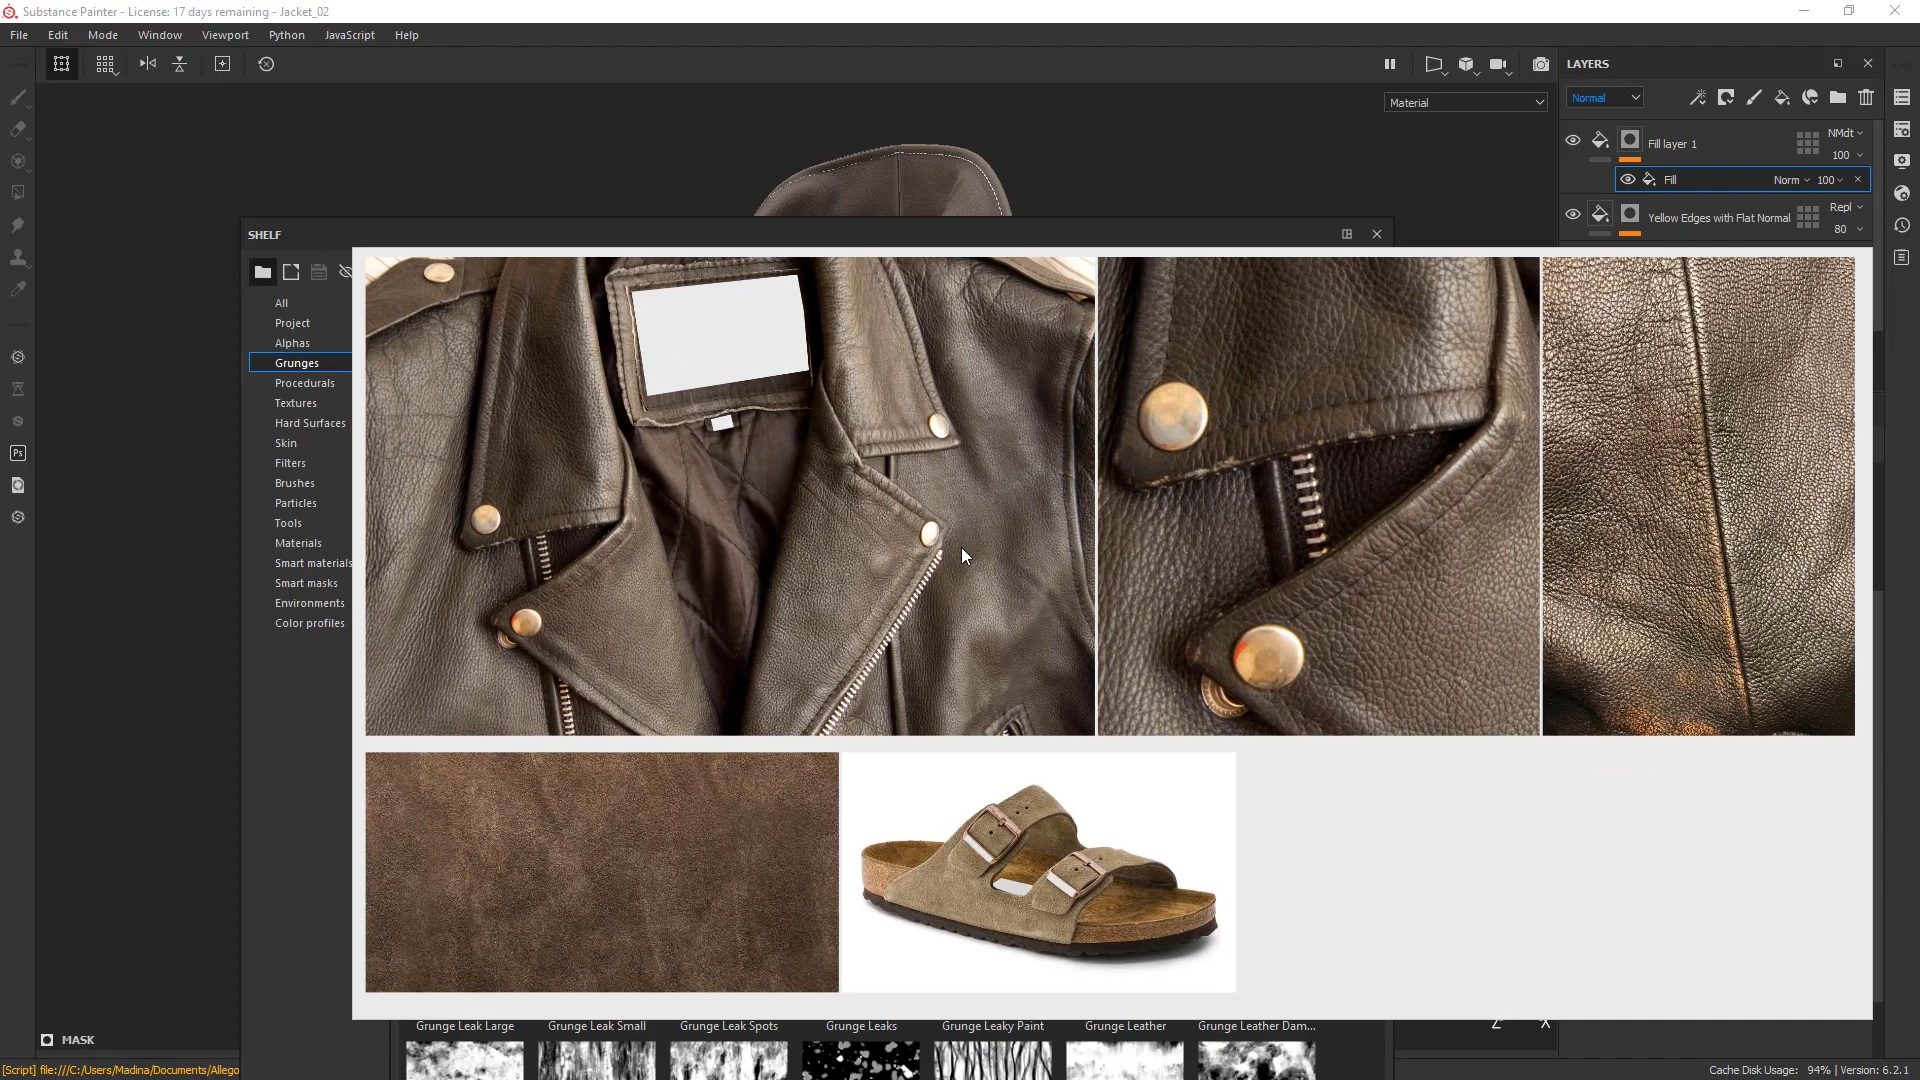 Substance Painter - License: 17 days remaining - Jacket_02
File Edit Mode Window Viewport Python JavaScript Help
Material
LAYERS
Normal
Fill layer 1
NMdt
100
Fill
Norm
100
Yellow Edges with Flat Normal
Repl
80
SHELF
All
Project
Alphas
Grunges
Procedurals
Textures
Hard Surfaces
Skin
Filters
Brushes
Particles
Tools
Materials
Smart materials
Smart masks
Environments
Color profiles
Ps
Grunge Leak Large
Grunge Leak Small
Grunge Leak Spots
Grunge Leaks
Grunge Leaky Paint
Grunge Leather
Grunge Leather Dam...
Z
X
MASK
[Script] file:///C:/Users/Madina/Documents/Allego
Cache Disk Usage: 94% | Version: 6.2.1